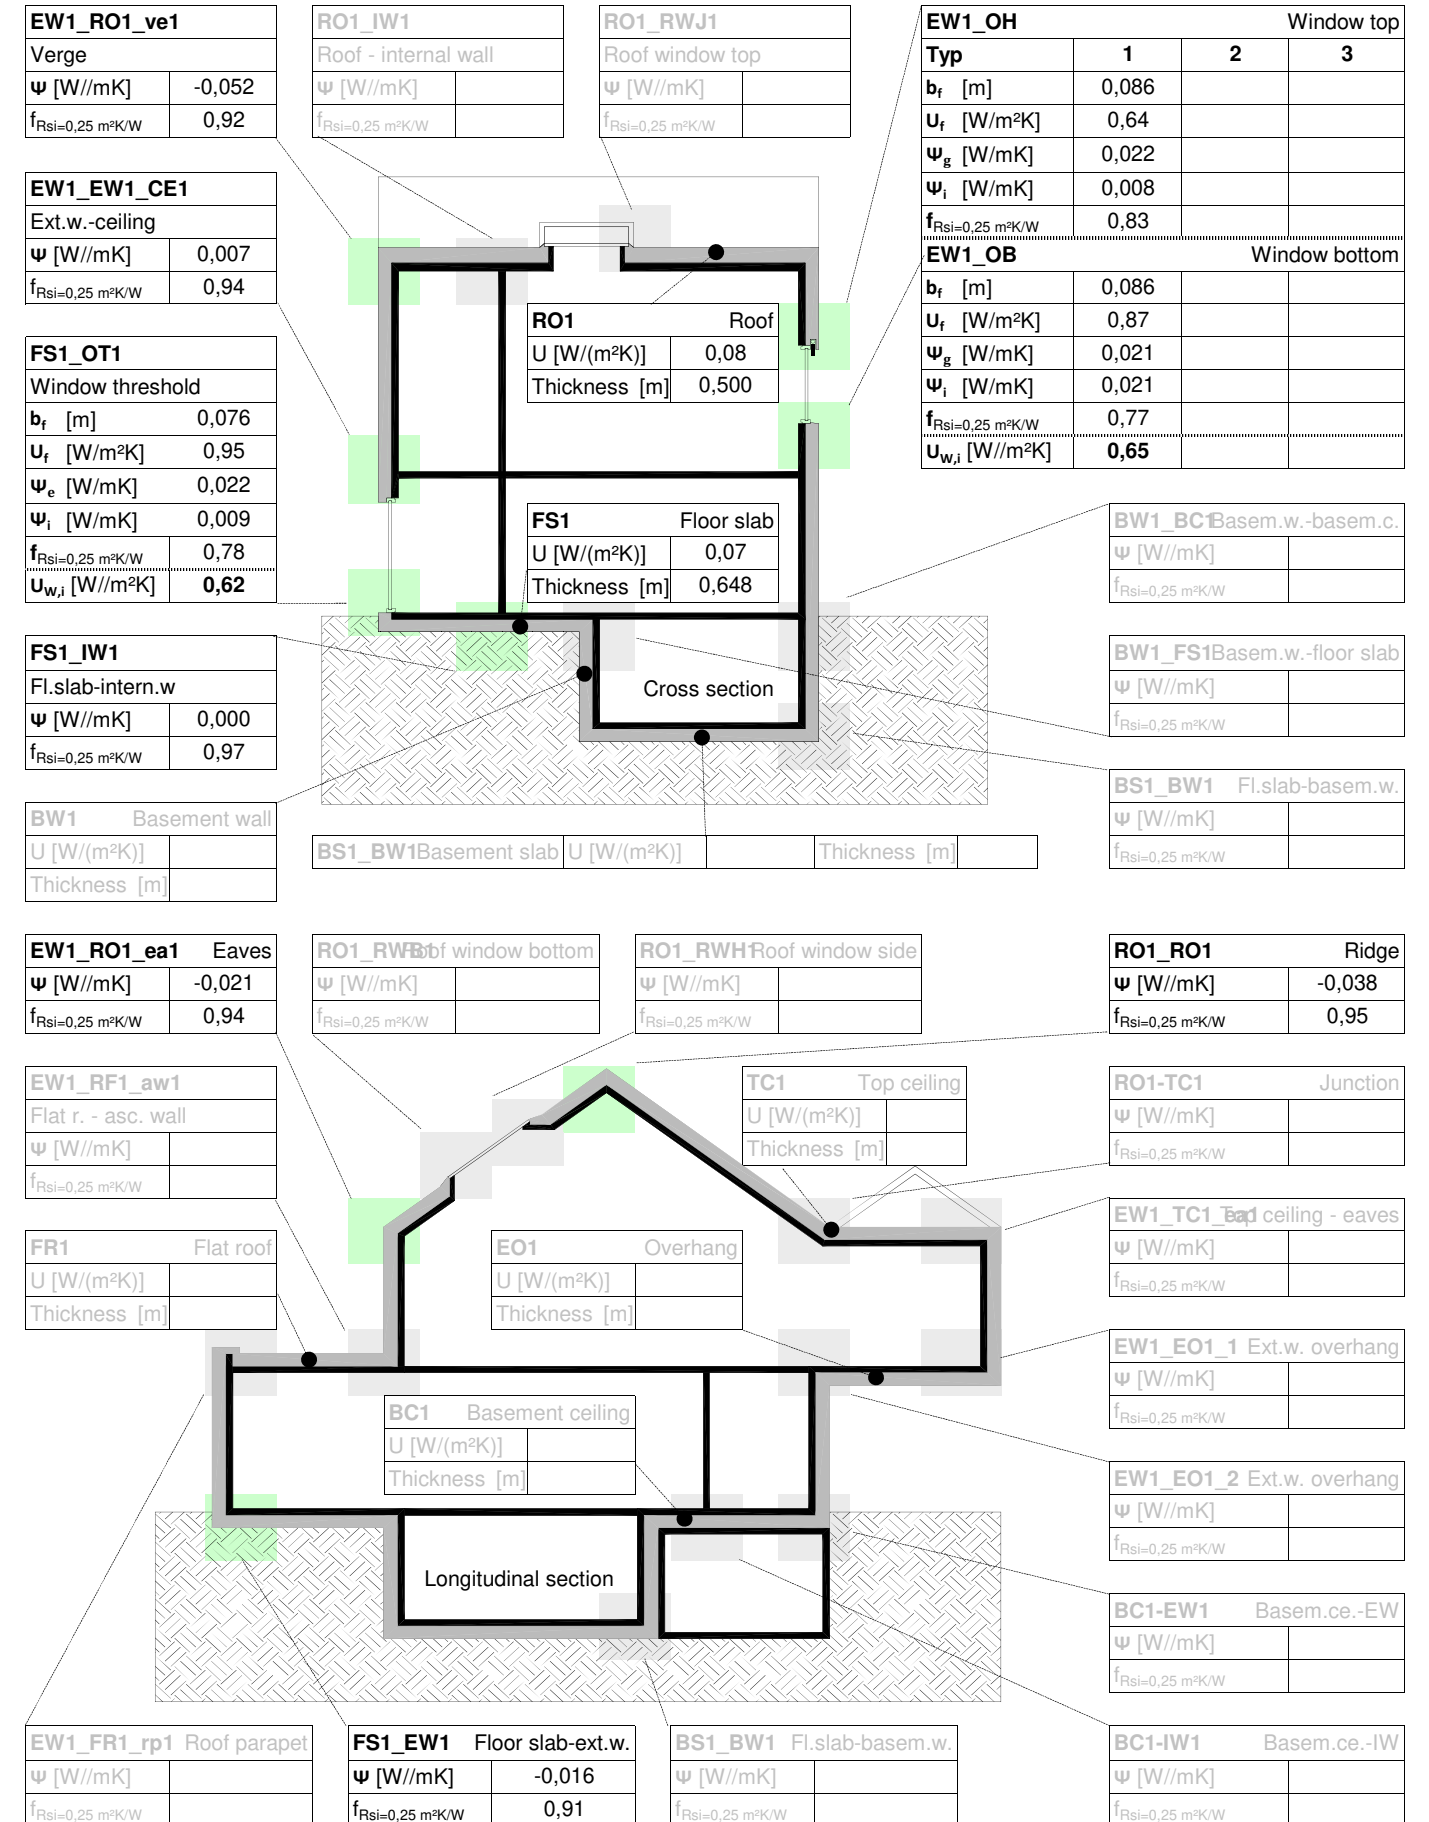 EW1_RO1_ve1
Verge
Ψ [W//mK] -0,052
fRsi=0,25 m²K/W 0,92
RO1_IW1
Roof - internal wall
Ψ [W//mK]
fRsi=0,25 m²K/W
RO1_RWJ1
Roof window top
Ψ [W//mK]
fRsi=0,25 m²K/W
EW1_OH Window top
Typ 1 2 3
bf [m] 0,086
Uf [W/m²K] 0,64
Ψg [W/mK] 0,022
Ψi [W/mK] 0,008
fRsi=0,25 m²K/W 0,83
EW1_OB Window bottom
bf [m] 0,086
Uf [W/m²K] 0,87
Ψg [W/mK] 0,021
Ψi [W/mK] 0,021
fRsi=0,25 m²K/W 0,77
Uw,i [W//m²K] 0,65
EW1_EW1_CE1
Ext.w.-ceiling
Ψ [W//mK] 0,007
fRsi=0,25 m²K/W 0,94
RO1 Roof
U [W/(m²K)] 0,08
Thickness [m] 0,500
FS1_OT1
Window threshold
bf [m] 0,076
Uf [W/m²K] 0,95
Ψe [W/mK] 0,022
Ψi [W/mK] 0,009
fRsi=0,25 m²K/W 0,78
Uw,i [W//m²K] 0,62
FS1 Floor slab
U [W/(m²K)] 0,07
Thickness [m] 0,648
BW1_BC1 Basem.w.-basem.c.
Ψ [W//mK]
fRsi=0,25 m²K/W
FS1_IW1
Fl.slab-intern.w
Ψ [W//mK] 0,000
fRsi=0,25 m²K/W 0,97
Cross section
BW1_FS1 Basem.w.-floor slab
Ψ [W//mK]
fRsi=0,25 m²K/W
BS1_BW1 Fl.slab-basem.w.
Ψ [W//mK]
fRsi=0,25 m²K/W
BW1 Basement wall
U [W/(m²K)]
Thickness [m]
BS1_BW1 Basement slab U [W/(m²K)] Thickness [m]
EW1_RO1_ea1 Eaves
Ψ [W//mK] -0,021
fRsi=0,25 m²K/W 0,94
RO1_RWB1 Roof window bottom
Ψ [W//mK]
fRsi=0,25 m²K/W
RO1_RWH1 Roof window side
Ψ [W//mK]
fRsi=0,25 m²K/W
RO1_RO1 Ridge
Ψ [W//mK] -0,038
fRsi=0,25 m²K/W 0,95
EW1_RF1_aw1
Flat r. - asc. wall
Ψ [W//mK]
fRsi=0,25 m²K/W
TC1 Top ceiling
U [W/(m²K)]
Thickness [m]
RO1-TC1 Junction
Ψ [W//mK]
fRsi=0,25 m²K/W
EW1_TC1_ea1 Top ceiling - eaves
Ψ [W//mK]
fRsi=0,25 m²K/W
FR1 Flat roof
U [W/(m²K)]
Thickness [m]
EO1 Overhang
U [W/(m²K)]
Thickness [m]
EW1_EO1_1 Ext.w. overhang
Ψ [W//mK]
fRsi=0,25 m²K/W
BC1 Basement ceiling
U [W/(m²K)]
Thickness [m]
EW1_EO1_2 Ext.w. overhang
Ψ [W//mK]
fRsi=0,25 m²K/W
Longitudinal section
BC1-EW1 Basem.ce.-EW
Ψ [W//mK]
fRsi=0,25 m²K/W
EW1_FR1_rp1 Roof parapet
Ψ [W//mK]
fRsi=0,25 m²K/W
FS1_EW1 Floor slab-ext.w.
Ψ [W//mK] -0,016
fRsi=0,25 m²K/W 0,91
BS1_BW1 Fl.slab-basem.w.
Ψ [W//mK]
fRsi=0,25 m²K/W
BC1-IW1 Basem.ce.-IW
Ψ [W//mK]
fRsi=0,25 m²K/W